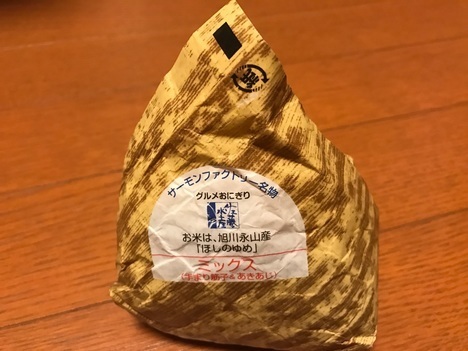 サーモンファクトリー名物
グルメおにぎり
お米は、旭川永山産
「ほしのゆめ」
ミックス